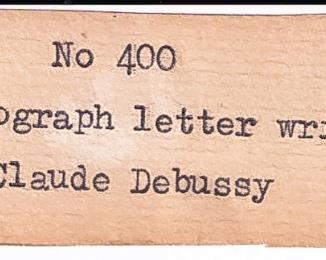 No 400
ograph letter wri
Claude Debussy